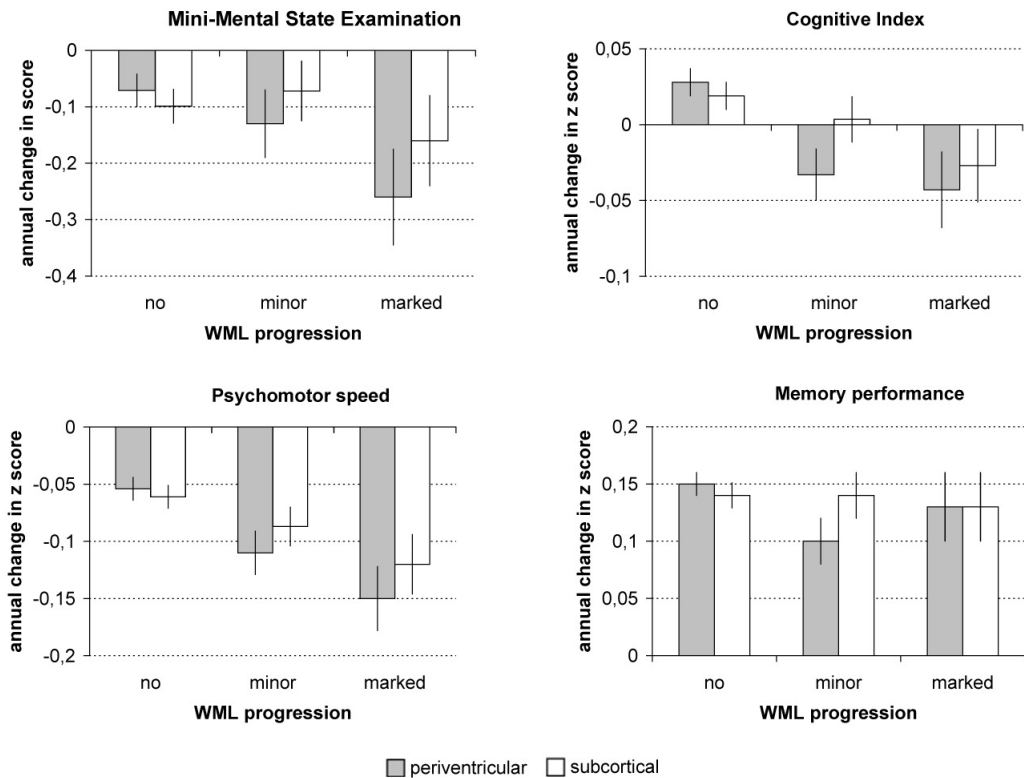 Mini-Mental State Examination
annual change in score
0
-0,1
-0,2
-0,3
-0,4
no minor marked
WML progression
Cognitive Index
annual change in z score
0,05
0
-0,05
-0,1
no minor marked
WML progression
Psychomotor speed
annual change in z score
0
-0,05
-0,1
-0,15
-0,2
no minor marked
WML progression
Memory performance
annual change in z score
0,2
0,15
0,1
0,05
0
no minor marked
WML progression
periventricular subcortical